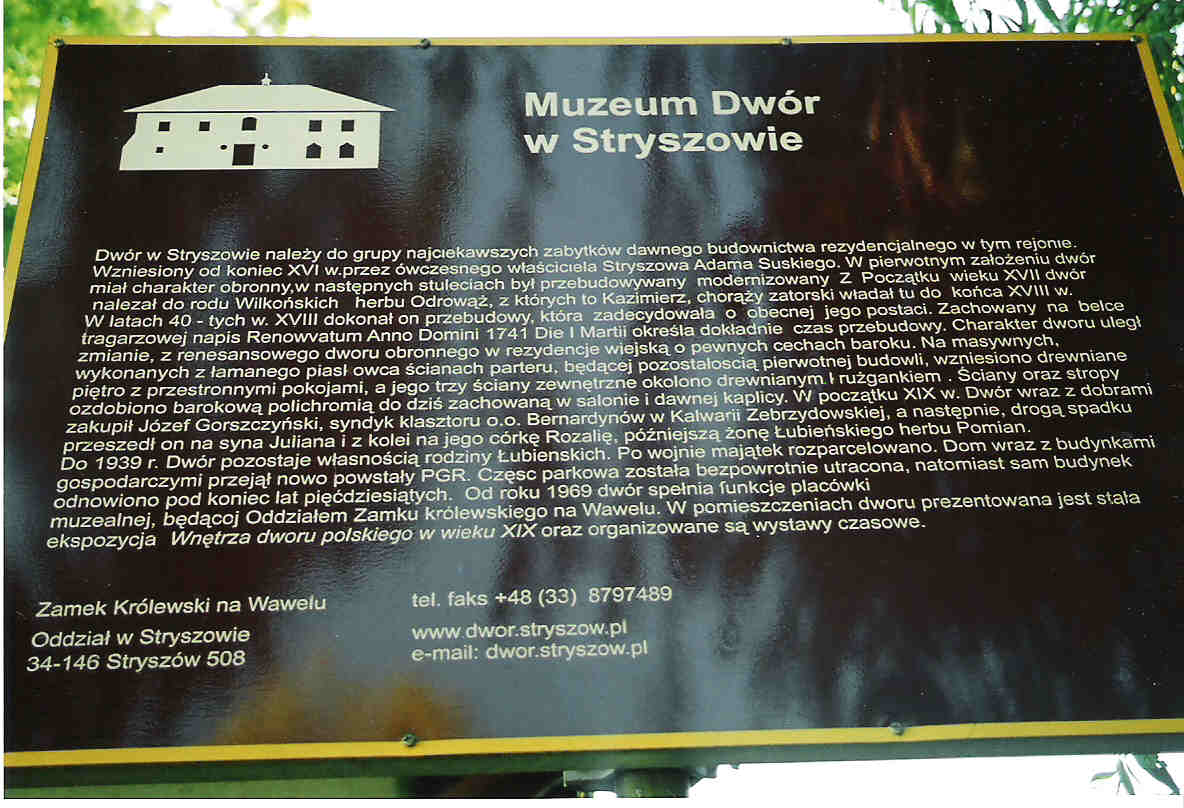 Muzeum Dwór
w Stryszowie
Dwór w Stryszowie należy do grupy najciekawszych zabytków dawnego budownictwa rezydencjalnego w tym rejonie.
Wzniesiony od koniec XVI w.przez ówczesnego właściciela Stryszowa Adama Suskiego. W pierwotnym założeniu dwór
miał charakter obronny,w następnych stuleciach był przebudowywany modernizowany Z Początku wieku XVII dwór
nalezał do rodu Wilkońskich herbu Odrowąż, z których to Kazimierz, chorąży zatorski władał tu do końca XVIII w.
W latach 40 - tych w. XVIII dokonał on przebudowy, która zadecydowała o obecnej jego postaci. Zachowany na belce
tragarzowej napis Renowvatum Anno Domini 1741 Die I Martii określa dokładnie czas przebudowy. Charakter dworu uległ
zmianie, z renesansowego dworu obronnego w rezydencje wiejską o pewnych cechach baroku. Na masywnych,
wykonanych z łamanego piasł owca ścianach parteru, będącej pozostałoscią pierwotnej budowli, wzniesiono drewniane
piętro z przestronnymi pokojami, a jego trzy ściany zewnętrzne okolono drewnianym ł rużgankiem . Ściany oraz stropy
ozdobiono barokową polichromią do dziś zachowaną w salonie i dawnej kaplicy. W początku XIX w. Dwór wraz z dobrami
zakupił Józef Gorszczyński, syndyk klasztoru o.o. Bernardynów w Kalwarii Zebrzydowskiej, a następnie, drogą spadku
przeszedł on na syna Juliana i z kolei na jego córkę Rozalię, późniejszą żonę Łubieńskiego herbu Pomian.
Do 1939 r. Dwór pozostaje własnością rodziny Łubienskich. Po wojnie majątek rozparcelowano. Dom wraz z budynkami
gospodarczymi przejął nowo powstały PGR. Częsc parkowa została bezpowrotnie utracona, natomiast sam budynek
odnowiono pod koniec lat pięćdziesiątych. Od roku 1969 dwór spełnia funkcje placówki
muzealnej, będącoj Oddziałem Zamku królewskiego na Wawelu. W pomieszczeniach dworu prezentowana jest stała
ekspozycja Wnętrza dworu polskiego w wieku XIX oraz organizowane są wystawy czasowe.
Zamek Królewski na Wawelu
Oddział w Stryszowie
34-146 Stryszów 508
tel. faks +48 (33) 8797489
www.dwor.stryszow.pl
e-mail: dwor.stryszow.pl